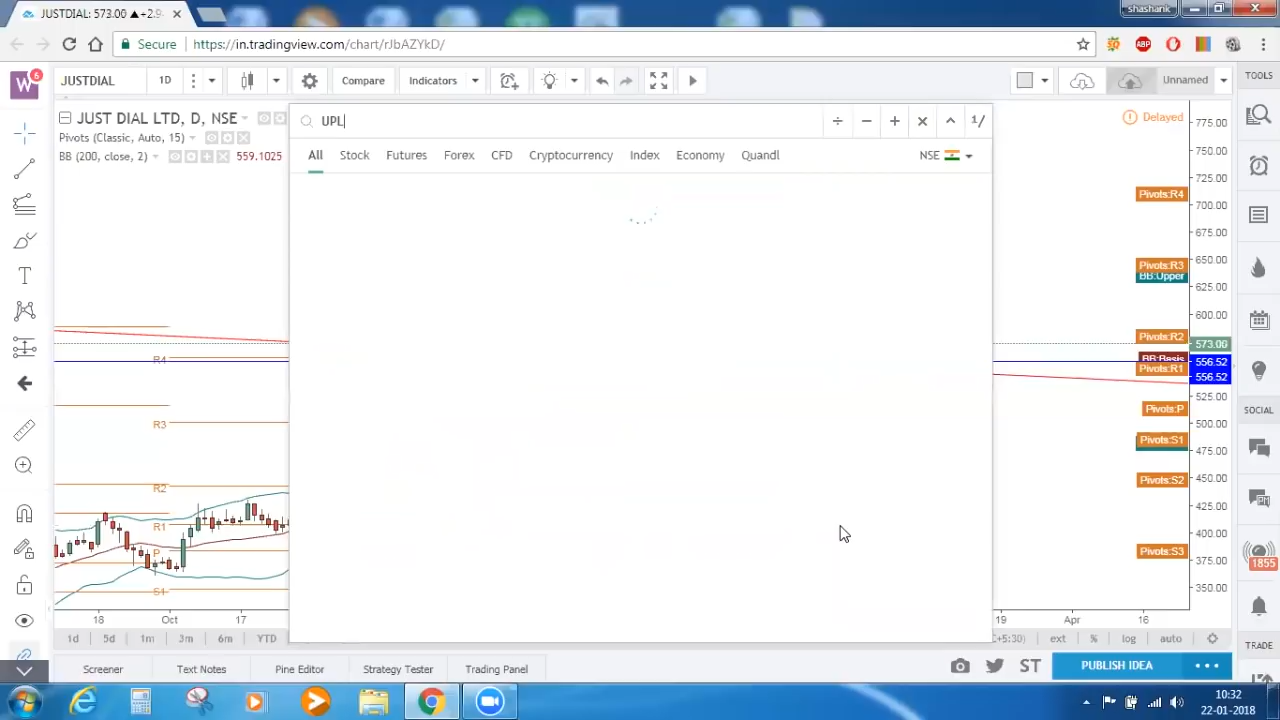 JUSTDIAL: 573.00 ▲+2.9
shashank
Secure
https://in.tradingview.com/chart/rJbAZYkD/
ABP
W
6
JUSTDIAL
1D
Compare
Indicators
Unnamed
TOOLS
JUST DIAL LTD, D, NSE
Pivots (Classic, Auto, 15)
BB (200, close, 2)
559.1025
UPL
÷ − + × ^ 1/
All Stock Futures Forex CFD Cryptocurrency Index Economy Quandl
NSE
Delayed
775.00
750.00
725.00
Pivots:R4
700.00
675.00
Pivots:R3
650.00
BB:Upper
625.00
600.00
Pivots:R2
573.00
BB:Basis
556.52
Pivots:R1
556.52
525.00
Pivots:P
500.00
Pivots:S1
475.00
Pivots:S2
450.00
425.00
400.00
Pivots:S3
375.00
350.00
R4
R3
R2
R1
P
S1
18 Oct 17
19 Apr 16
1d 5d 1m 3m 6m YTD
C+5:30) ext % log auto
SOCIAL
1855
TRADE
Screener Text Notes Pine Editor Strategy Tester Trading Panel
ST
PUBLISH IDEA
10:32
22-01-2018